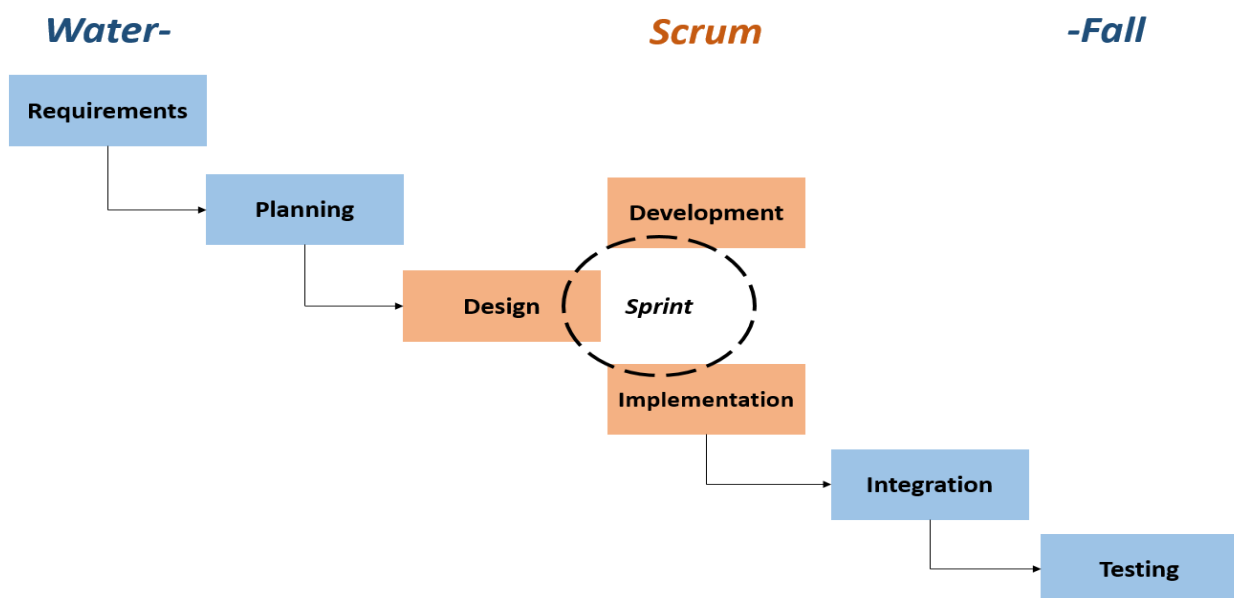 Water-
Scrum
-Fall
Requirements
Planning
Development
Design
Sprint
Implementation
Integration
Testing